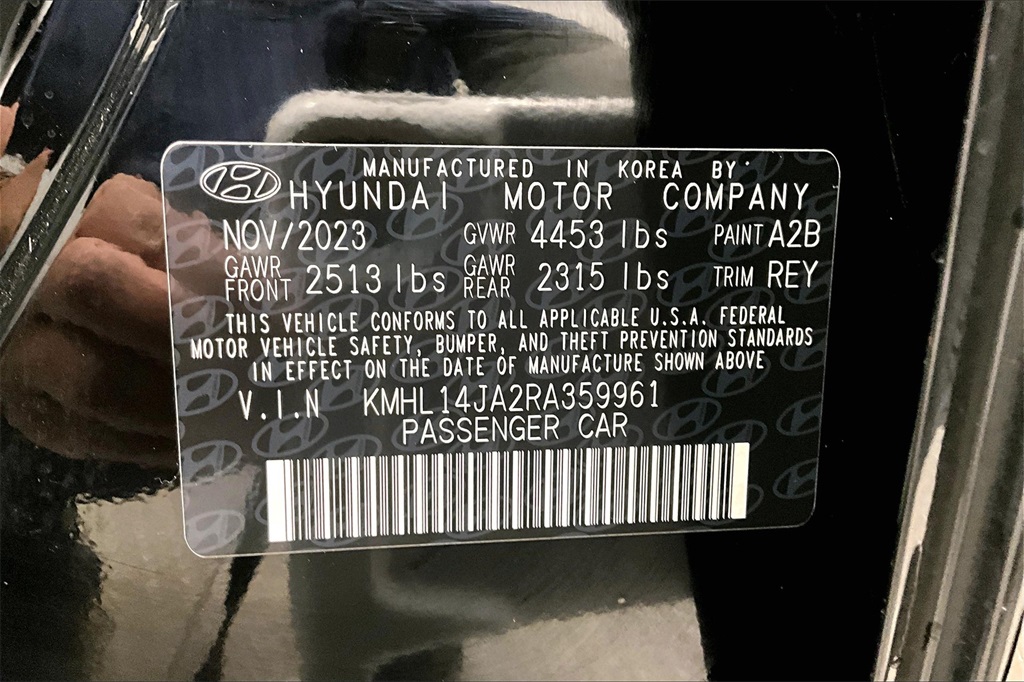 MANUFACTURED IN KOREA BY
HYUNDAI MOTOR COMPANY
NOV/2023 GVWR 4453 lbs PAINT A2B
GAWR FRONT 2513 lbs GAWR REAR 2315 lbs TRIM REY
THIS VEHICLE CONFORMS TO ALL APPLICABLE U.S.A. FEDERAL
MOTOR VEHICLE SAFETY, BUMPER, AND THEFT PREVENTION STANDARDS
IN EFFECT ON THE DATE OF MANUFACTURE SHOWN ABOVE
V.I.N KMHL14JA2RA359961
PASSENGER CAR